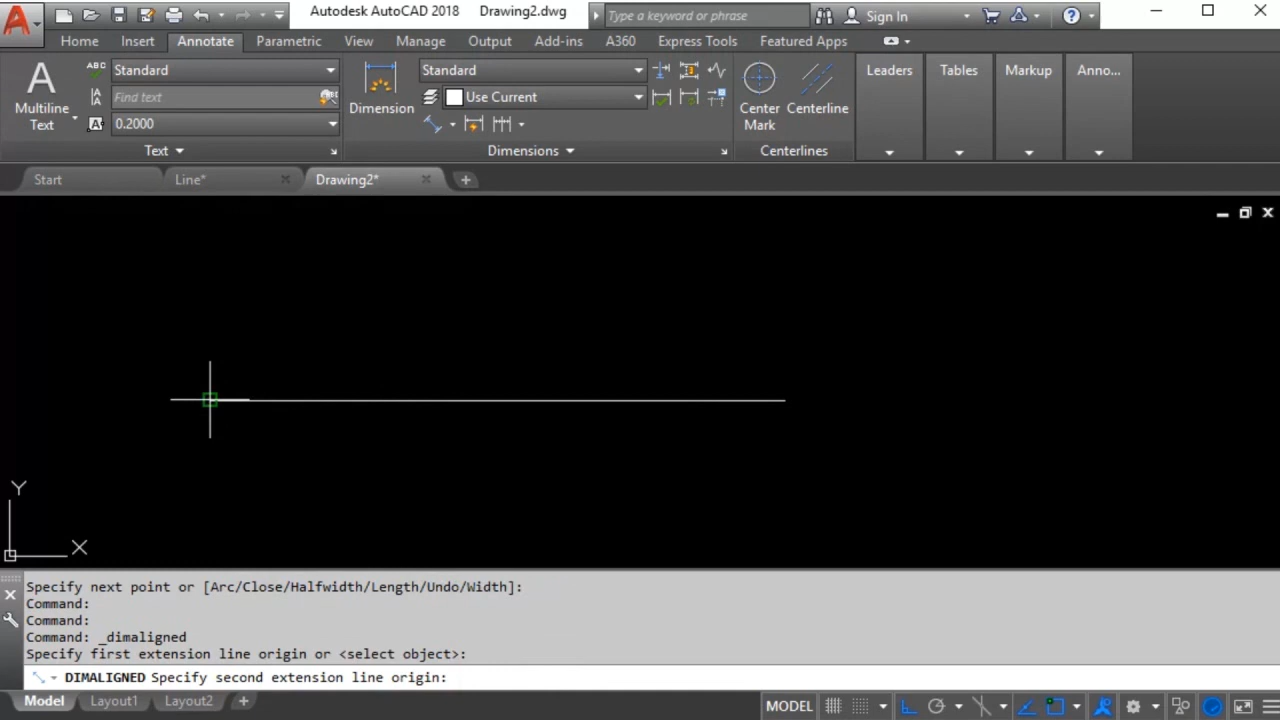 Autodesk AutoCAD 2018 Drawing2.dwg Type a keyword or phrase Sign In
Home Insert Annotate Parametric View Manage Output Add-ins A360 Express Tools Featured Apps
ABC Standard
Standard
Leaders Tables Markup Anno...
Multiline
Text
Find text
Dimension
Use Current
Center
Mark
Centerline
A 0.2000
Text Dimensions Centerlines
Start Line* Drawing2*
Y
X
Specify next point or [Arc/Close/Halfwidth/Length/Undo/Width]:
Command:
Command:
Command: _dimaligned
Specify first extension line origin or <select object>:
DIMALIGNED Specify second extension line origin:
Model Layout1 Layout2 MODEL